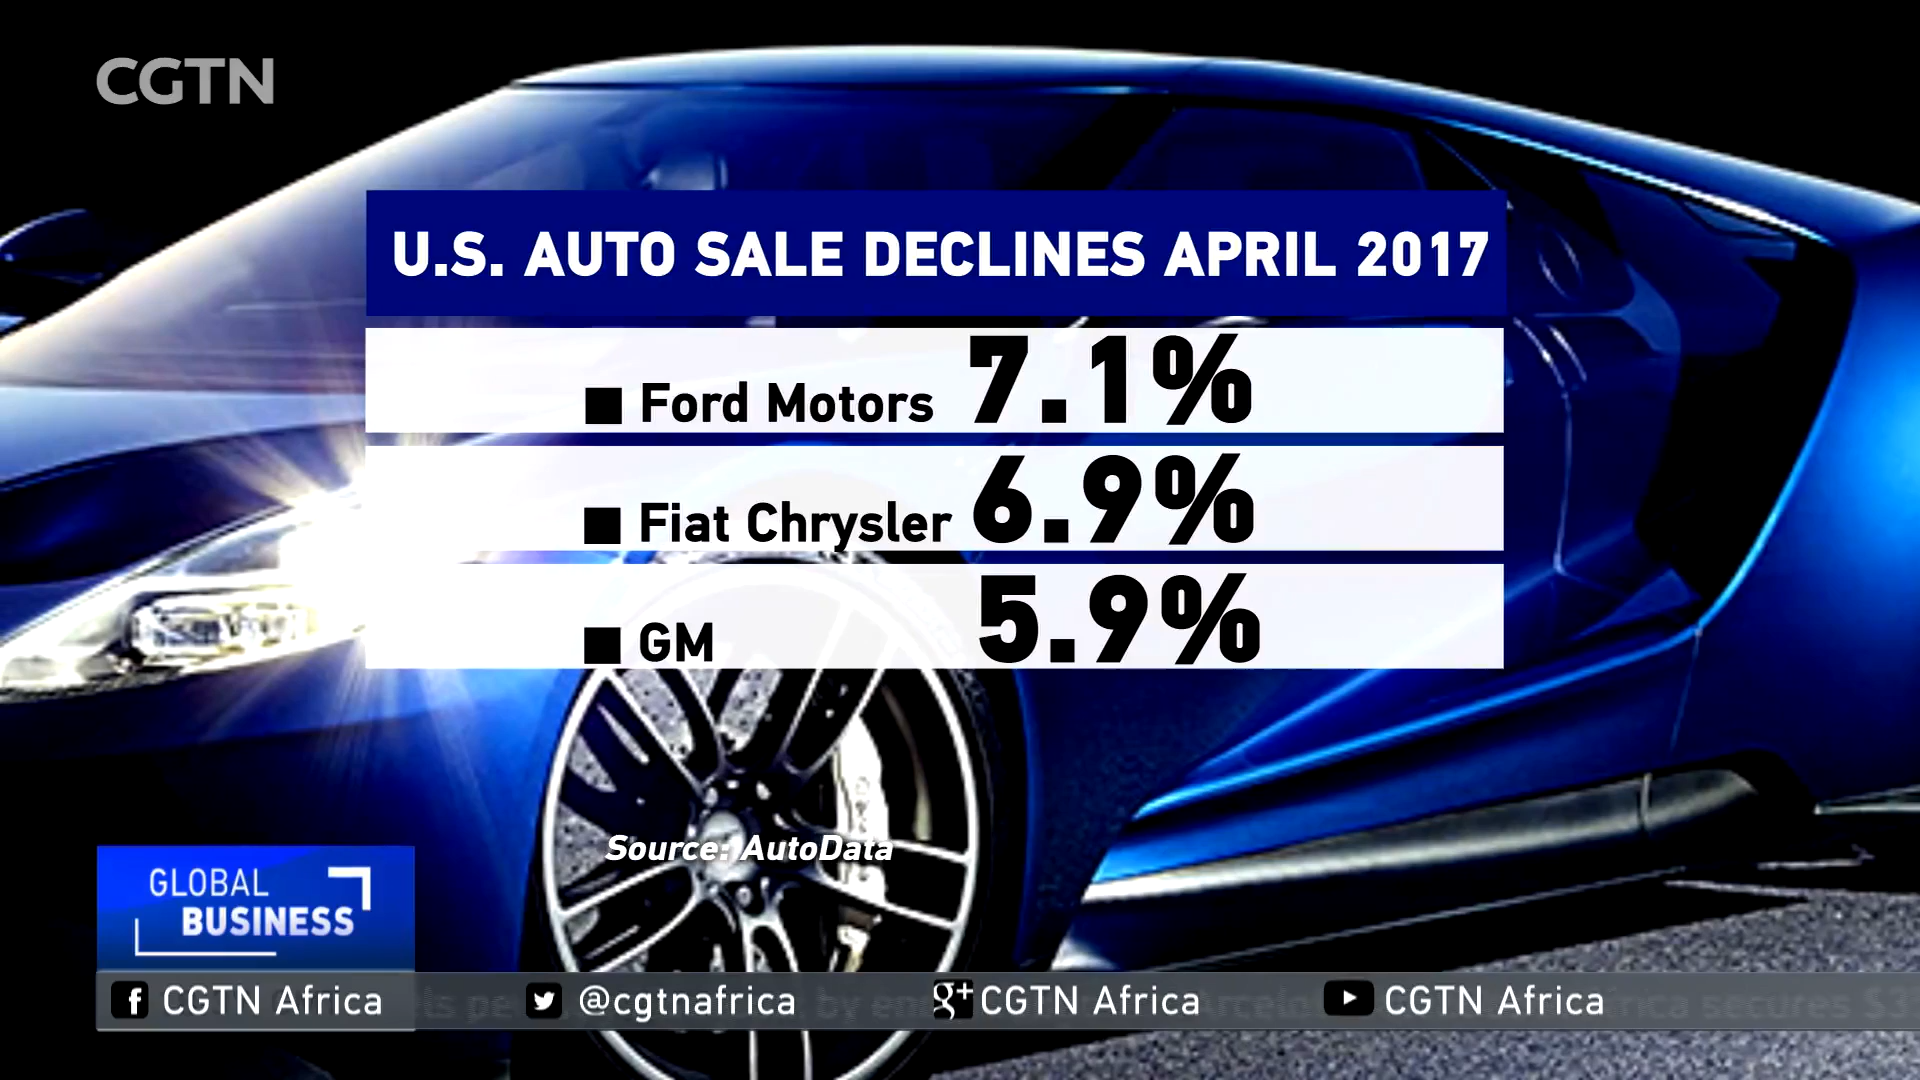 CGTN
U.S. AUTO SALE DECLINES APRIL 2017
Ford Motors 7.1%
Fiat Chrysler 6.9%
GM 5.9%
Source: AutoData
GLOBAL
BUSINESS
CGTN Africa @cgtnafrica CGTN Africa CGTN Africa
secures